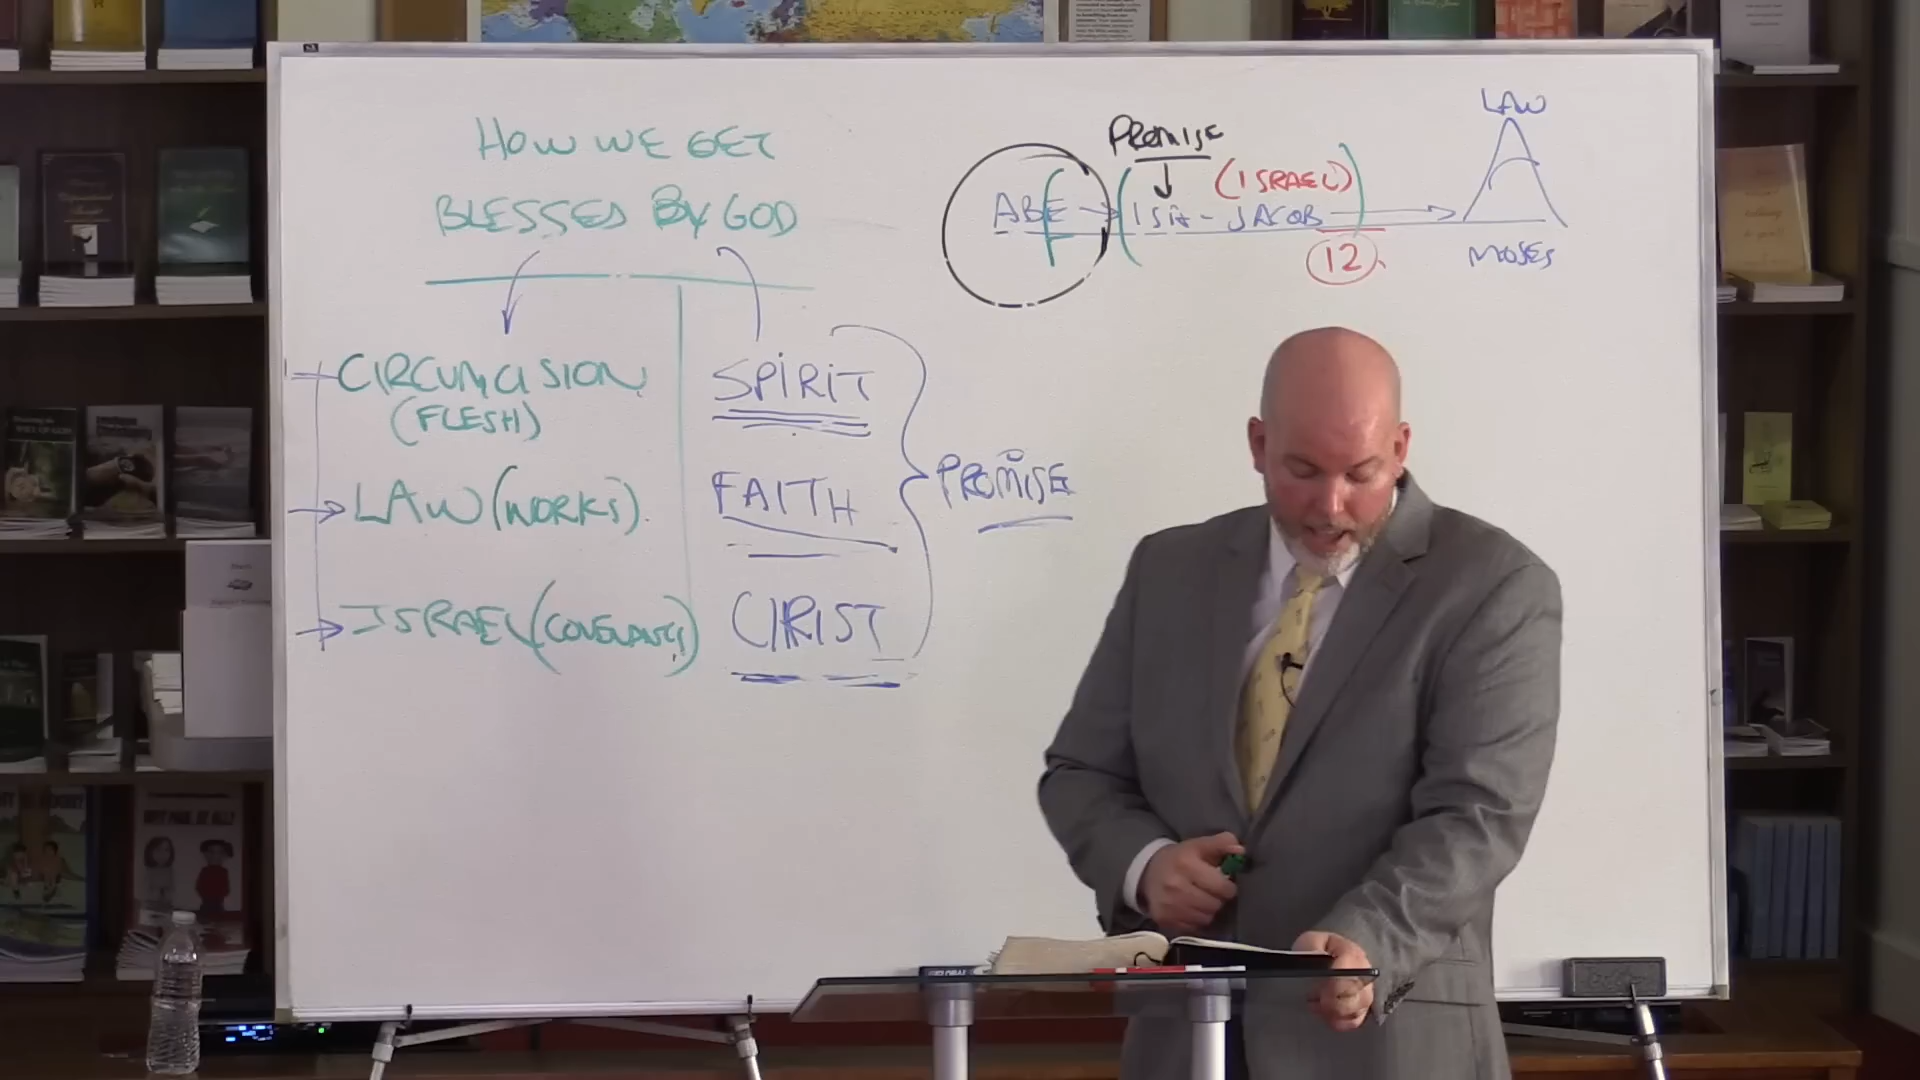 HOW WE GET
BLESSED BY GOD
CIRCUMCISION
(FLESH)
LAW (WORKS)
ISRAEL (COVENANTS)
SPIRIT
FAITH
CHRIST
PROMISE
PROMISE
(ISRAEL)
ABE
ISA - JACOB
12
LAW
MOSES